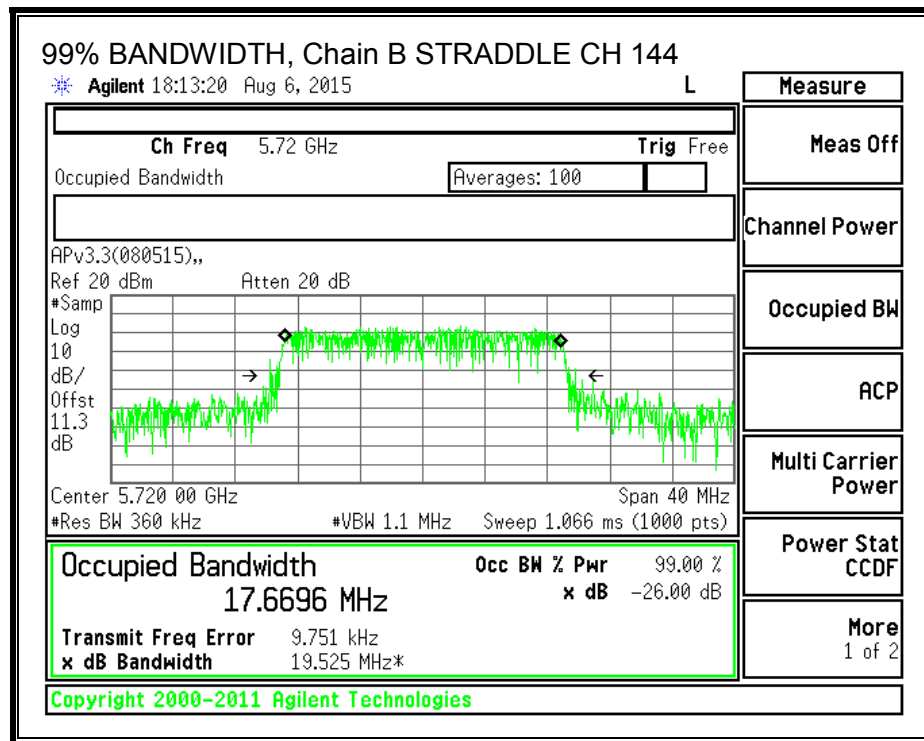 99% BANDWIDTH, Chain B STRADDLE CH 144
Agilent 18:13:20 Aug 6, 2015 L
Measure
Ch Freq 5.72 GHz Trig Free
Meas Off
Occupied Bandwidth Averages: 100
Channel Power
APv3.3(080515),,
Ref 20 dBm Atten 20 dB
#Samp
Log
10
dB/
Offst
11.3
dB
Occupied BW
ACP
Multi Carrier
Power
Center 5.720 00 GHz Span 40 MHz
#Res BW 360 kHz #VBW 1.1 MHz Sweep 1.066 ms (1000 pts)
Power Stat
CCDF
Occupied Bandwidth Occ BW % Pwr 99.00 %
17.6696 MHz x dB -26.00 dB
Transmit Freq Error 9.751 kHz
x dB Bandwidth 19.525 MHz*
More
1 of 2
Copyright 2000-2011 Agilent Technologies